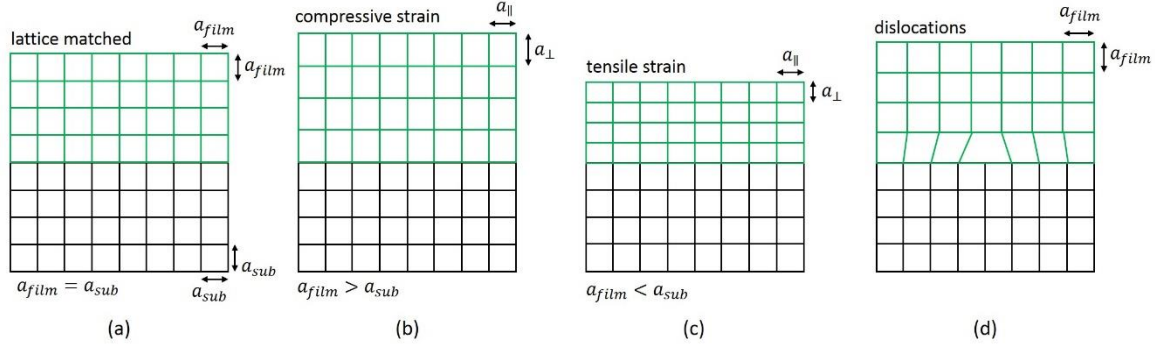 lattice matched
a_film
a_film
a_sub
a_sub
a_film = a_sub
(a)
compressive strain
a_∥
a_⊥
a_film > a_sub
(b)
tensile strain
a_∥
a_⊥
a_film < a_sub
(c)
dislocations
a_film
a_film
(d)